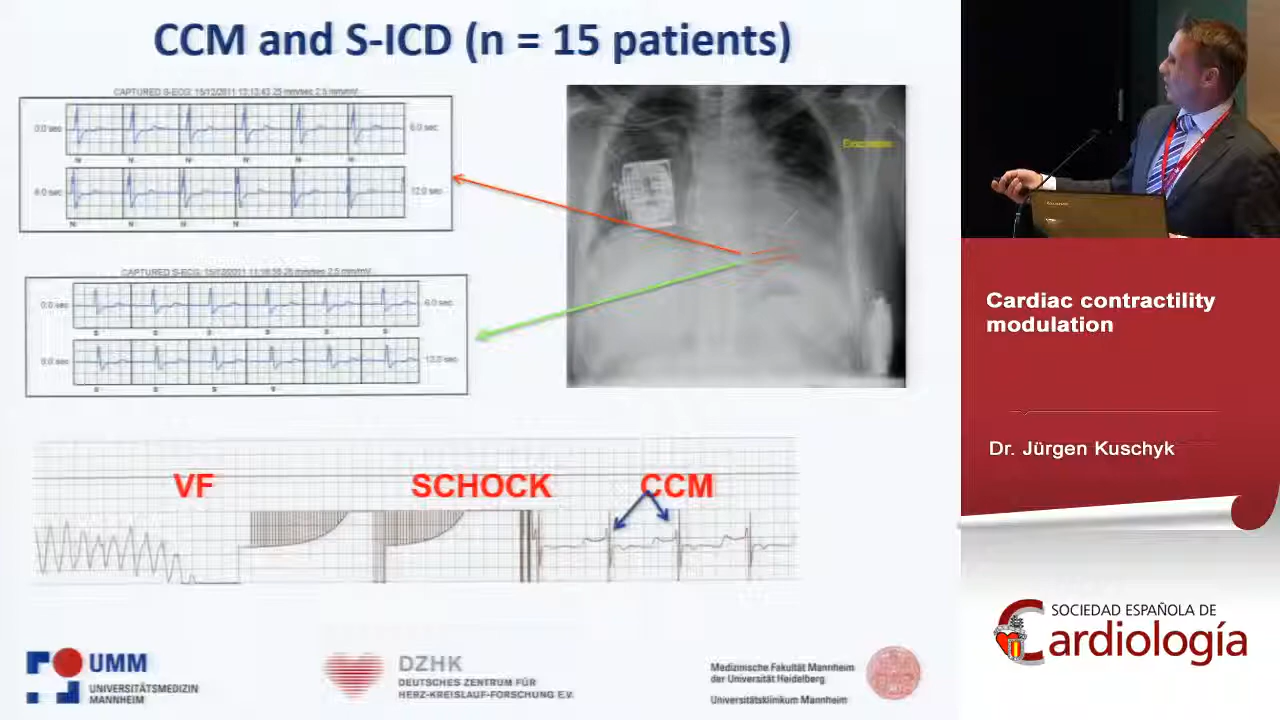 CCM and S-ICD (n = 15 patients)
CAPTURED S-ECG: 15/12/2011 12:13:43 25 mm/sec 2.5 mm/mV
0.0 sec
6.0 sec
N N N N N N
6.0 sec
12.0 sec
N N N N
CAPTURED S-ECG: 15/12/2011 11:16:58 25 mm/sec 2.5 mm/mV
0.0 sec
6.0 sec
S S S S S S
12.0 sec
S S S S
VF
SCHOCK
CCM
UMM
UNIVERSITÄTSMEDIZIN
MANNHEIM
DZHK
DEUTSCHES ZENTRUM FÜR
HERZ-KREISLAUF-FORSCHUNG E.V.
Medizinische Fakultät Mannheim
der Universität Heidelberg
Universitätsklinikum Mannheim
Cardiac contractility
modulation
Dr. Jürgen Kuschyk
SOCIEDAD ESPAÑOLA DE
Cardiología